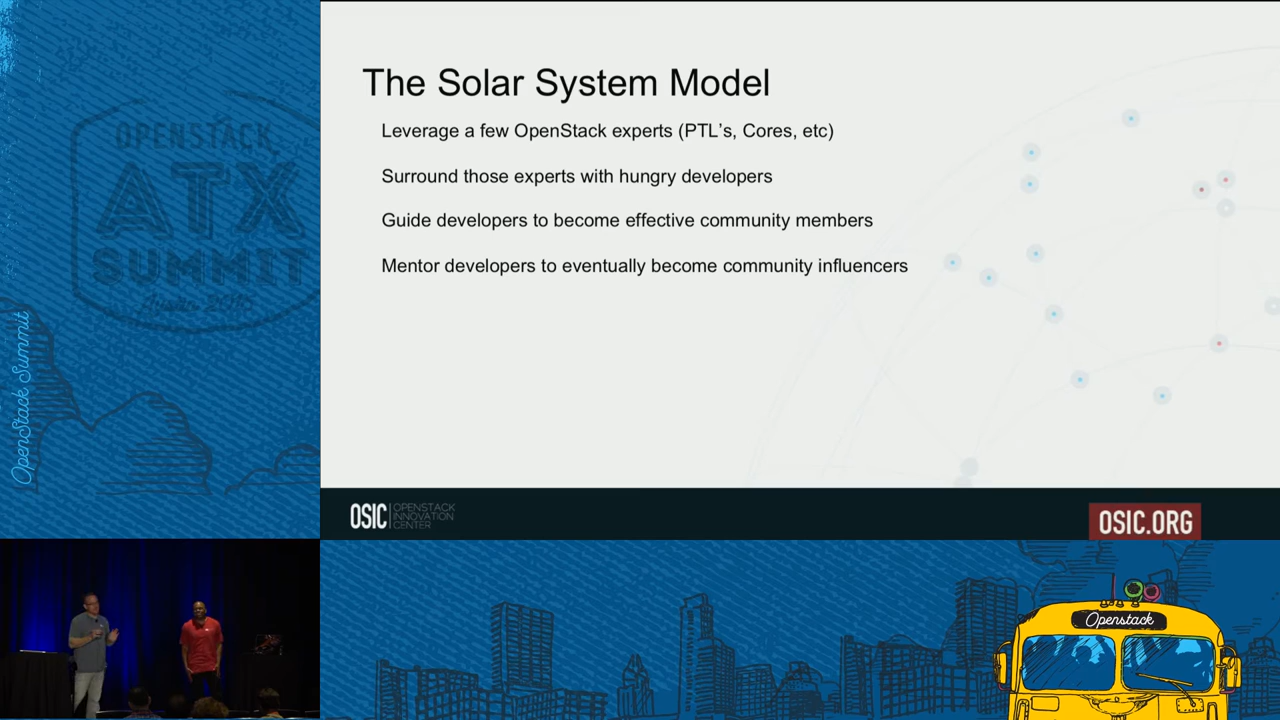 OPENSTACK
ATX
SUMMIT
Austin 2016
OpenStack Summit
The Solar System Model
Leverage a few OpenStack experts (PTL's, Cores, etc)
Surround those experts with hungry developers
Guide developers to become effective community members
Mentor developers to eventually become community influencers
OSIC
OPENSTACK
INNOVATION
CENTER
OSIC.ORG
Openstack